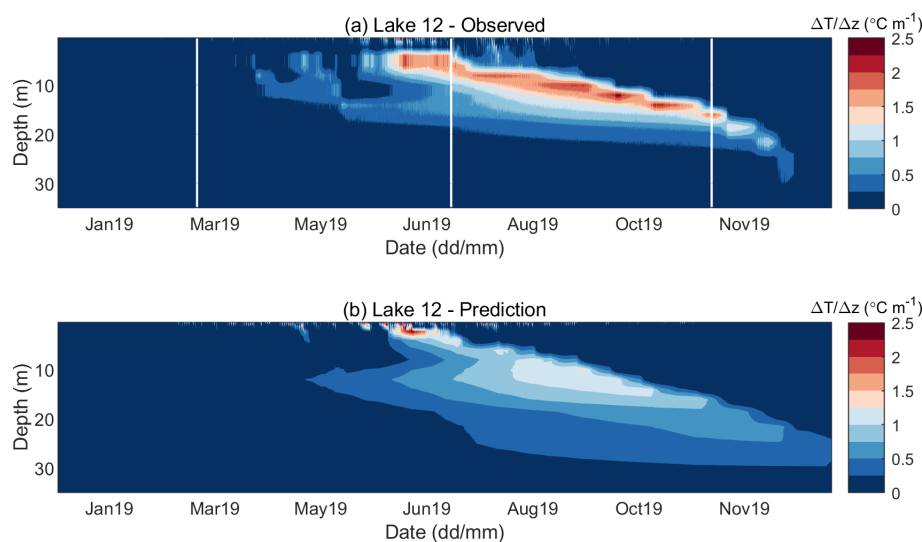 (a) Lake 12 - Observed
ΔT/Δz (°C m⁻¹)
Depth (m)
10
20
30
Jan19 Mar19 May19 Jun19 Aug19 Oct19 Nov19
Date (dd/mm)
2.5
2
1.5
1
0.5
0
(b) Lake 12 - Prediction
ΔT/Δz (°C m⁻¹)
Depth (m)
10
20
30
Jan19 Mar19 May19 Jun19 Aug19 Oct19 Nov19
Date (dd/mm)
2.5
2
1.5
1
0.5
0